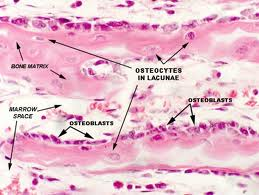 BONE MATRIX
OSTEOCYTES
IN LACUNAE
MARROW
SPACE
OSTEOBLASTS
OSTEOBLASTS